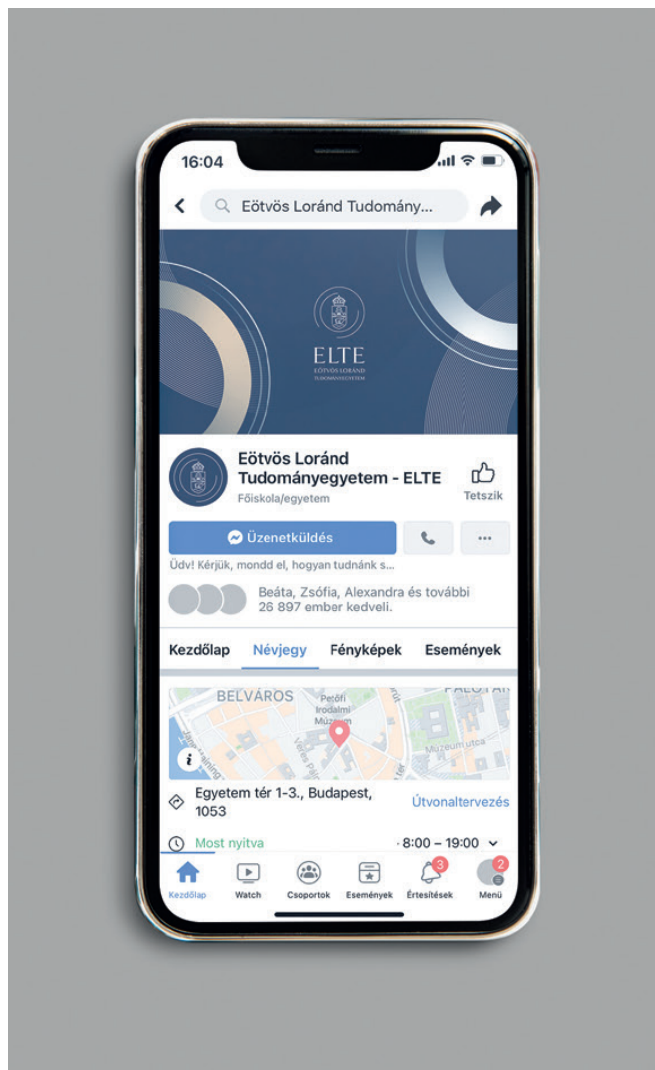 16:04
Eötvös Loránd Tudomány...
ELTE
EÖTVÖS LORÁND
TUDOMÁNYEGYETEM
Eötvös Loránd
Tudományegyetem - ELTE
Főiskola/egyetem
Tetszik
Üzenetküldés
Üdv! Kérjük, mondd el, hogyan tudnánk s...
Beáta, Zsófia, Alexandra és további
26 897 ember kedveli.
Kezdőlap Névjegy Fényképek Események
BELVÁROS
Petőfi
Irodalmi
Múzeum
Múzeum utca
Egyetem tér 1-3., Budapest,
1053
Útvonaltervezés
Most nyitva · 8:00 – 19:00
3
2
Kezdőlap Watch Csoportok Események Értesítések Menü